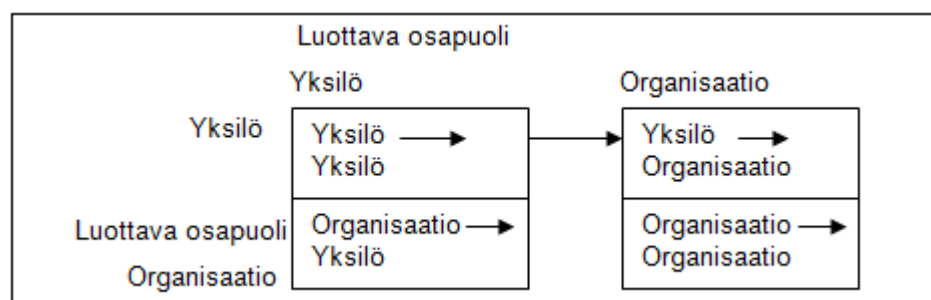 Luottava osapuoli
Yksilö Organisaatio
Yksilö
Yksilö
Yksilö
Yksilö
Organisaatio
Luottava osapuoli
Organisaatio
Organisaatio
Yksilö
Organisaatio
Organisaatio